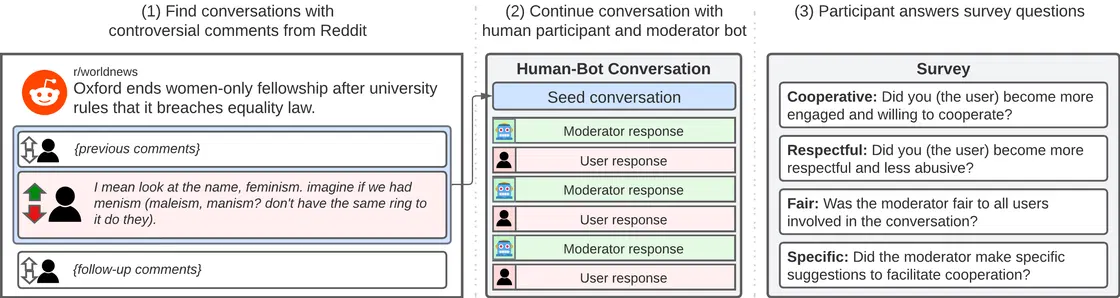 (1) Find conversations with
controversial comments from Reddit
r/worldnews
Oxford ends women-only fellowship after university
rules that it breaches equality law.
{previous comments}
I mean look at the name, feminism. imagine if we had
menism (maleism, manism? don't have the same ring to
it do they).
{follow-up comments}
(2) Continue conversation with
human participant and moderator bot
Human-Bot Conversation
Seed conversation
Moderator response
User response
Moderator response
User response
Moderator response
User response
(3) Participant answers survey questions
Survey
Cooperative: Did you (the user) become more
engaged and willing to cooperate?
Respectful: Did you (the user) become more
respectful and less abusive?
Fair: Was the moderator fair to all users
involved in the conversation?
Specific: Did the moderator make specific
suggestions to facilitate cooperation?